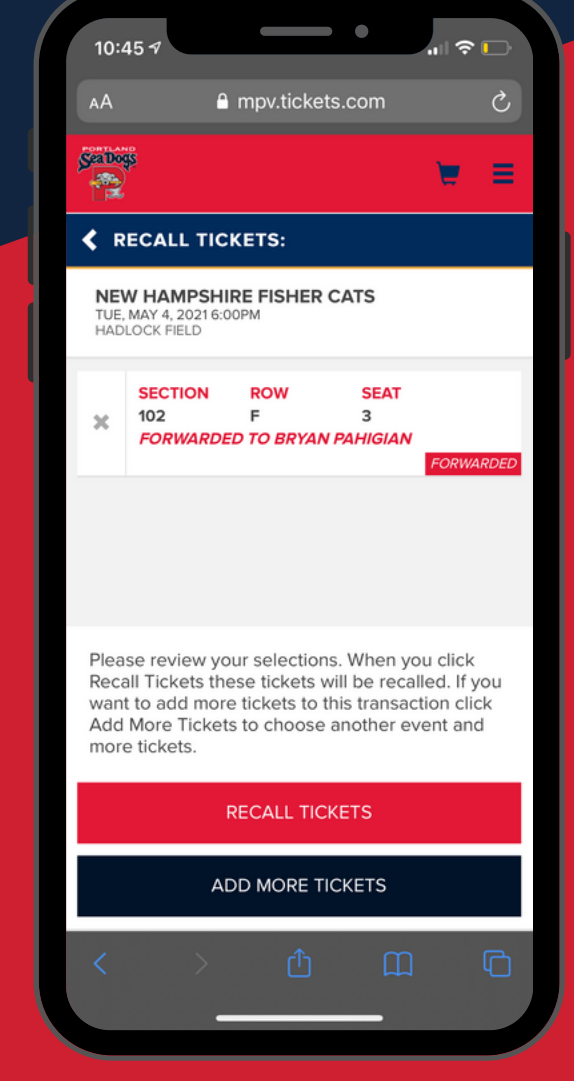 10:45
AA mpv.tickets.com
PORTLAND
Sea Dogs
P
RECALL TICKETS:
NEW HAMPSHIRE FISHER CATS
TUE, MAY 4, 2021 6:00PM
HADLOCK FIELD
SECTION ROW SEAT
102 F 3
FORWARDED TO BRYAN PAHIGIAN
FORWARDED
Please review your selections. When you click
Recall Tickets these tickets will be recalled. If you
want to add more tickets to this transaction click
Add More Tickets to choose another event and
more tickets.
RECALL TICKETS
ADD MORE TICKETS